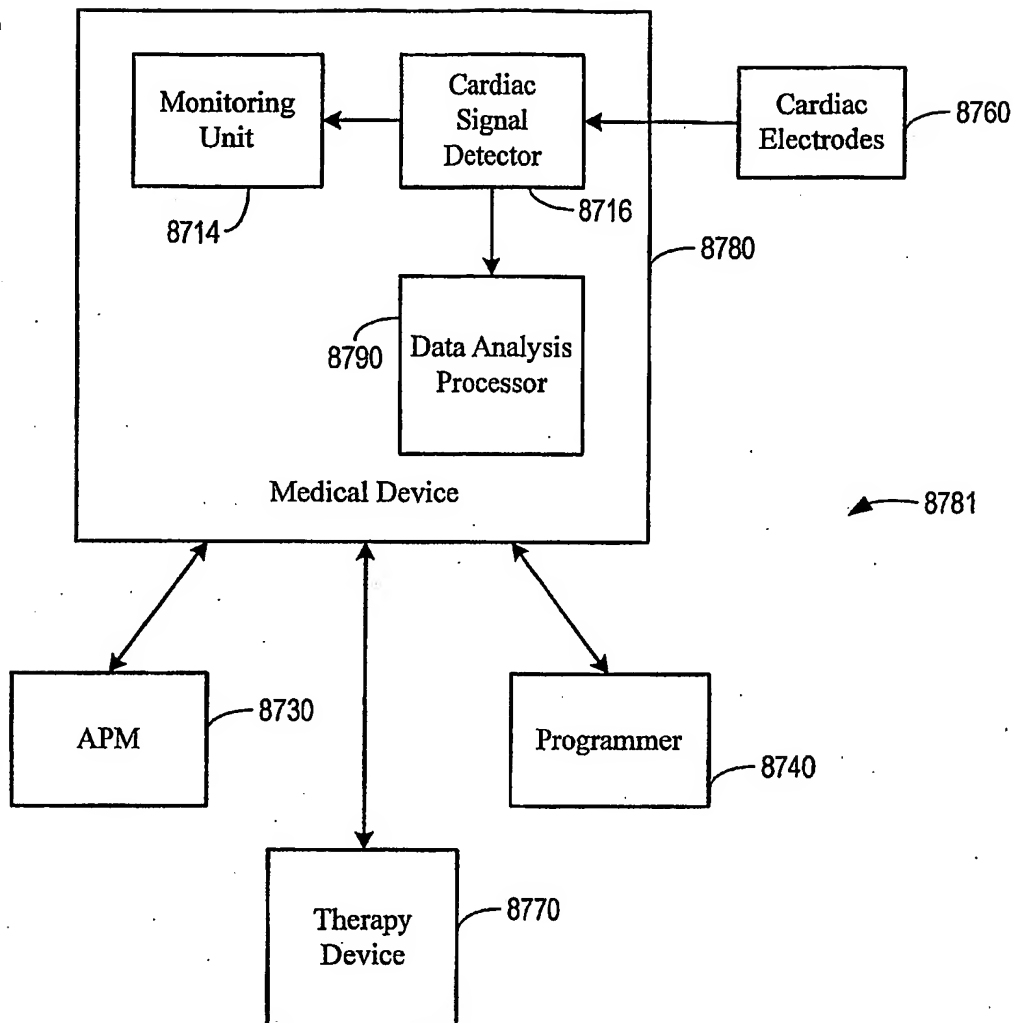 Monitoring
Unit
8714
Cardiac
Signal
Detector
8716
Cardiac
Electrodes
8760
8780
8790
Data Analysis
Processor
Medical Device
8781
APM
8730
Programmer
8740
Therapy
Device
8770